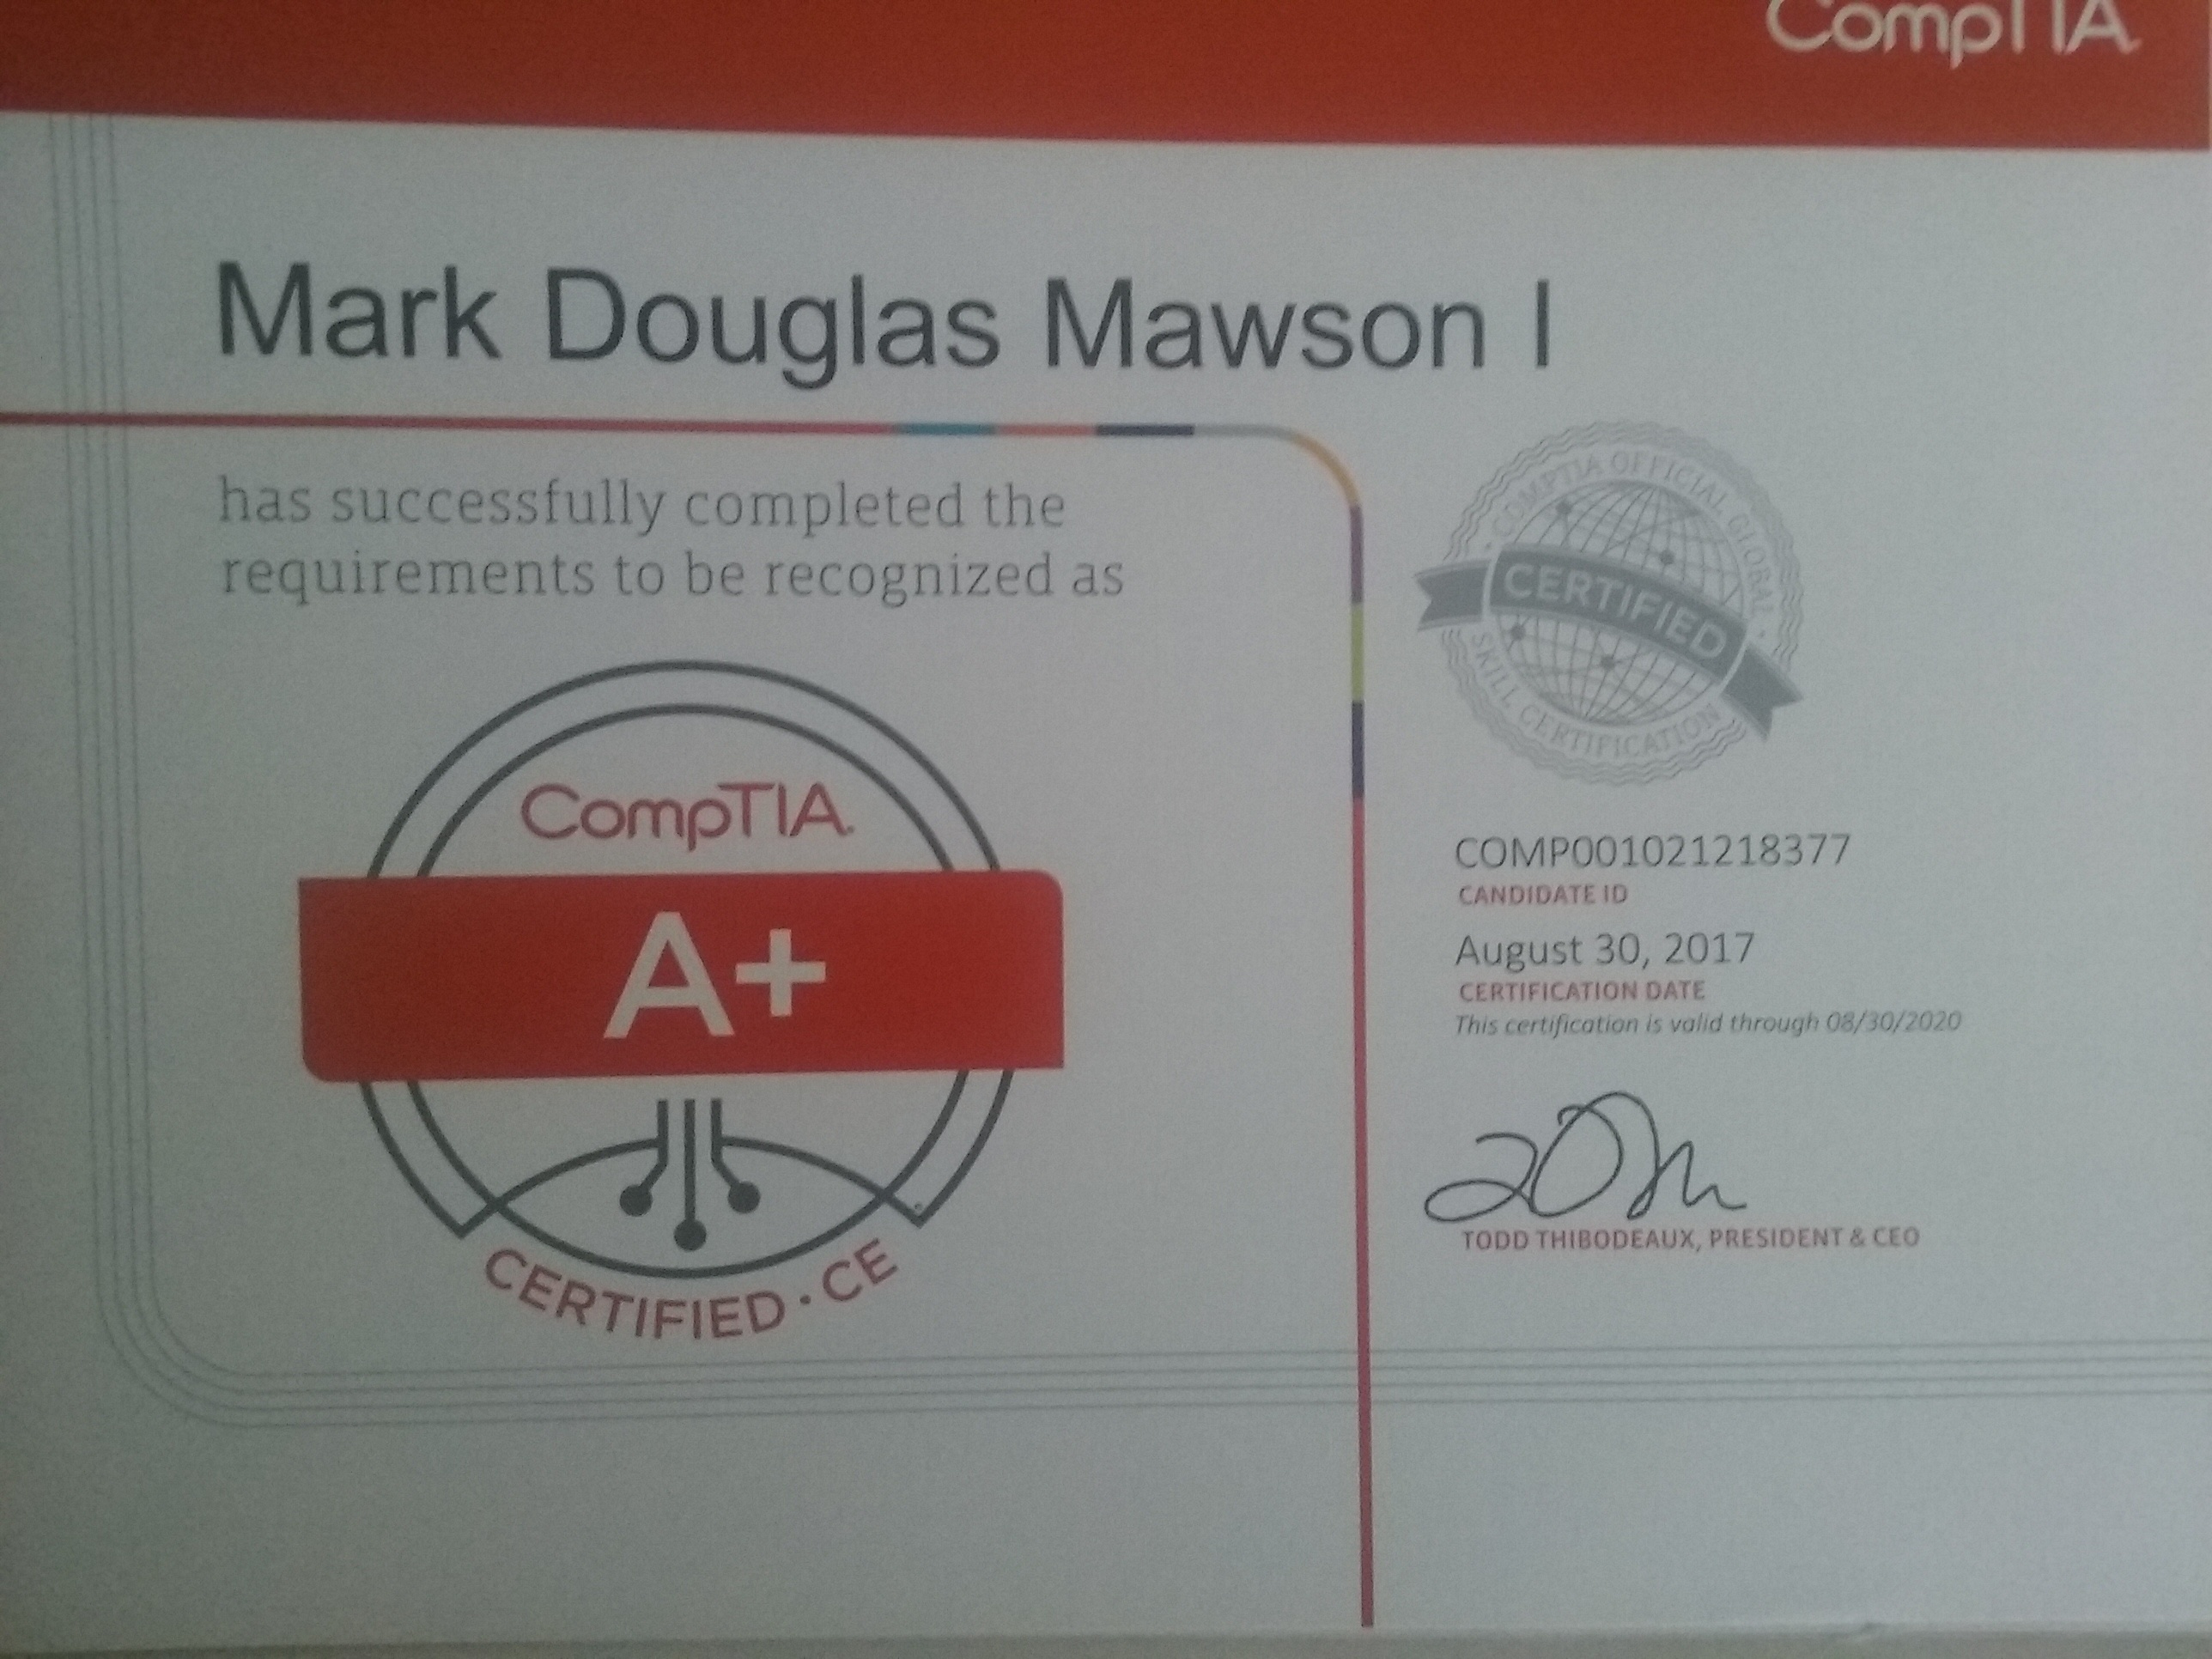 CompTIA
Mark Douglas Mawson I
has successfully completed the
requirements to be recognized as
CompTIA.
A+
CERTIFIED · CE
· COMPTIA OFFICIAL GLOBAL ·
CERTIFIED
SKILL CERTIFICATION
COMP001021218377
CANDIDATE ID
August 30, 2017
CERTIFICATION DATE
This certification is valid through 08/30/2020
TODD THIBODEAUX, PRESIDENT & CEO